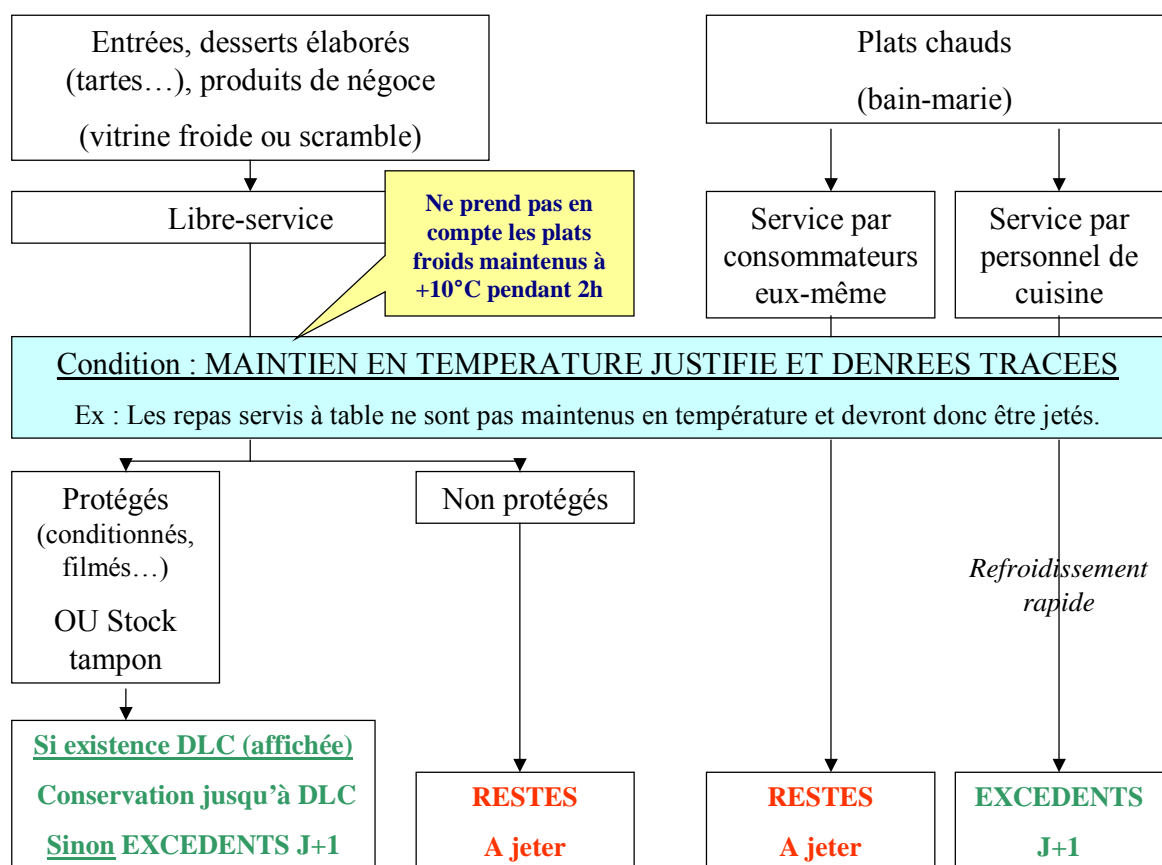 Entrées, desserts élaborés
(tartes…), produits de négoce
(vitrine froide ou scramble)
Plats chauds
(bain-marie)
Libre-service
Ne prend pas en
compte les plats
froids maintenus à
+10°C pendant 2h
Service par
consommateurs
eux-même
Service par
personnel de
cuisine
Condition : MAINTIEN EN TEMPERATURE JUSTIFIE ET DENREES TRACEES
Ex : Les repas servis à table ne sont pas maintenus en température et devront donc être jetés.
Protégés
(conditionnés,
filmés…)
OU Stock
tampon
Non protégés
Refroidissement
rapide
Si existence DLC (affichée)
Conservation jusqu’à DLC
Sinon EXCEDENTS J+1
RESTES
A jeter
RESTES
A jeter
EXCEDENTS
J+1